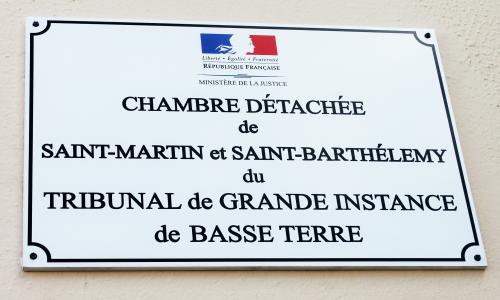 Liberté • Égalité • Fraternité
RÉPUBLIQUE FRANÇAISE
MINISTÈRE DE LA JUSTICE
CHAMBRE DÉTACHÉE
de
SAINT-MARTIN et SAINT-BARTHÉLEMY
du
TRIBUNAL de GRANDE INSTANCE
de BASSE TERRE